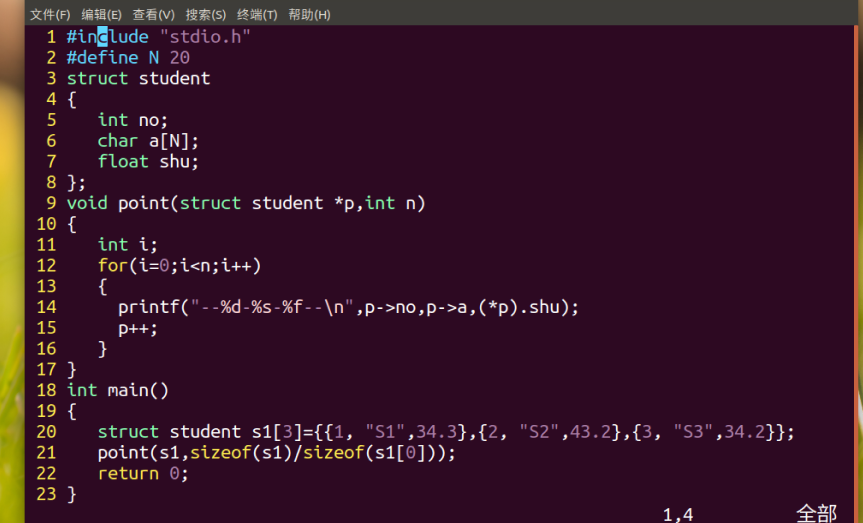 文件(F) 编辑(E) 查看(V) 搜索(S) 终端(T) 帮助(H)
1 #include "stdio.h"
2 #define N 20
3 struct student
4 {
5    int no;
6    char a[N];
7    float shu;
8 };
9 void point(struct student *p,int n)
10 {
11    int i;
12    for(i=0;i<n;i++)
13    {
14      printf("--%d-%s-%f--\n",p->no,p->a,(*p).shu);
15      p++;
16    }
17 }
18 int main()
19 {
20    struct student s1[3]={{1, "S1",34.3},{2, "S2",43.2},{3, "S3",34.2}};
21    point(s1,sizeof(s1)/sizeof(s1[0]));
22    return 0;
23 }
1,4 全部